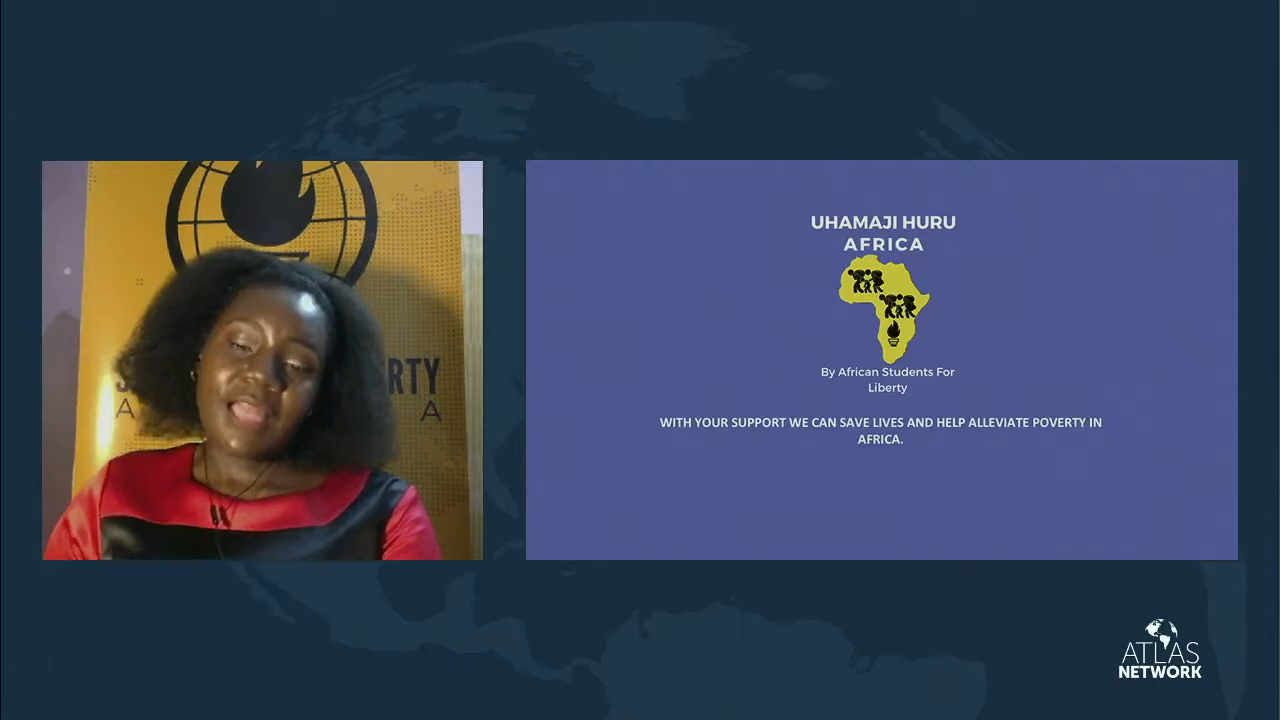 UHAMAJI HURU
AFRICA
By African Students For
Liberty
WITH YOUR SUPPORT WE CAN SAVE LIVES AND HELP ALLEVIATE POVERTY IN
AFRICA.
RTY
A
A
ATLAS
NETWORK